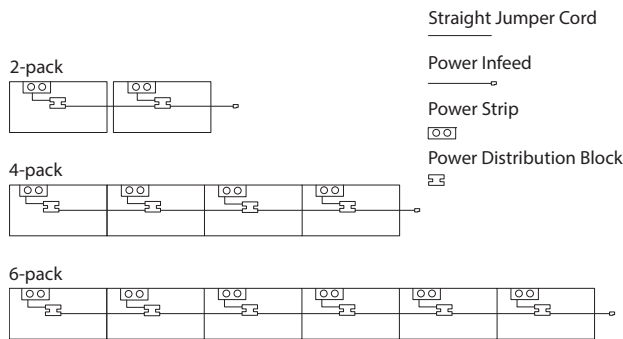 Straight Jumper Cord
2-pack
Power Infeed
Power Strip
Power Distribution Block
4-pack
6-pack